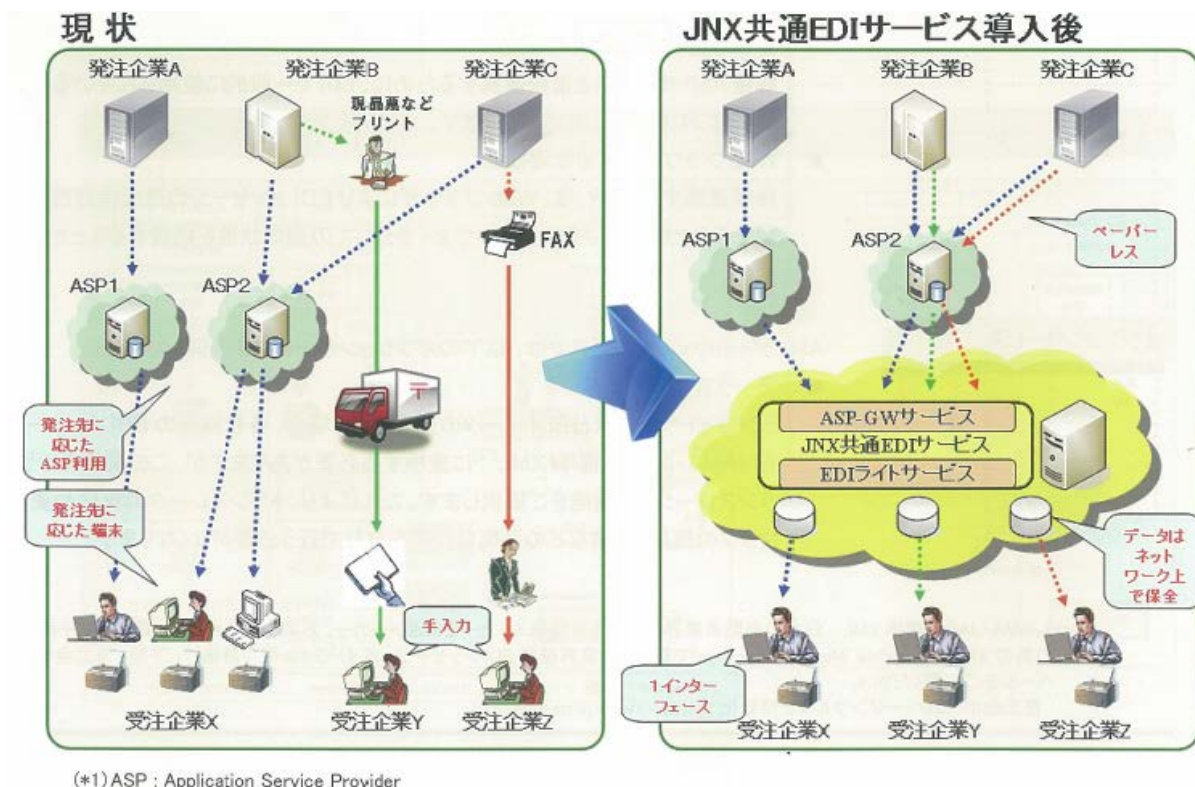 現 状
発注企業A
発注企業B
発注企業C
現品票など
プリント
FAX
ASP1
ASP2
発注先に
応じた
ASP利用
発注先に
応じた端末
手入力
受注企業X
受注企業Y
受注企業Z
JNX共通EDIサービス導入後
発注企業A
発注企業B
発注企業C
ASP1
ASP2
ペーパー
レス
ASP-GWサービス
JNX共通EDIサービス
EDIライトサービス
データは
ネット
ワーク上
で保全
1インター
フェース
受注企業X
受注企業Y
受注企業Z
(*1)ASP : Application Service Provider